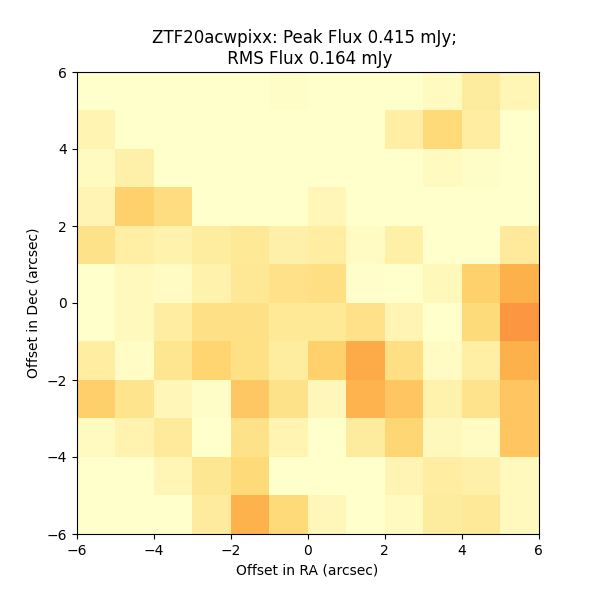 ZTF20acwpixx: Peak Flux 0.415 mJy;
RMS Flux 0.164 mJy
6
4
2
0
−2
−4
−6
Offset in Dec (arcsec)
−6 −4 −2 0 2 4 6
Offset in RA (arcsec)